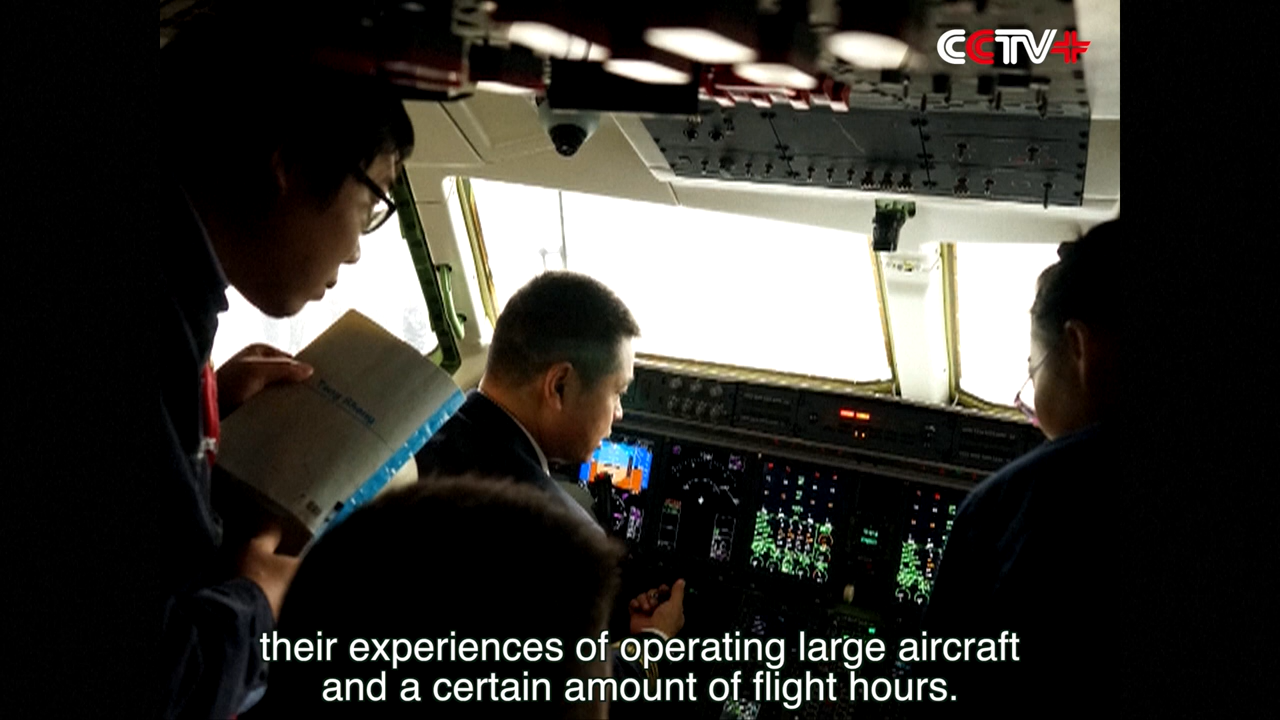 CCTV+
their experiences of operating large aircraft
and a certain amount of flight hours.